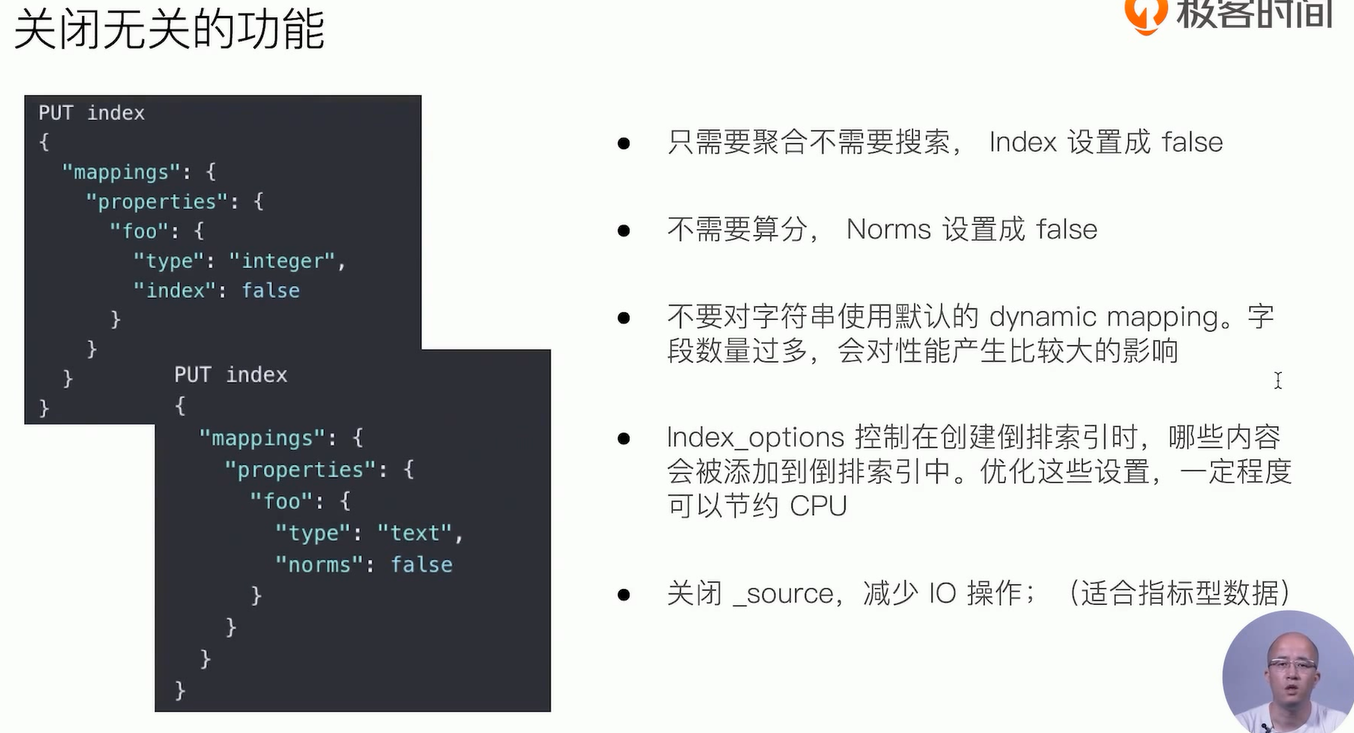 关闭无关的功能
极客时间
PUT index
{
"mappings": {
"properties": {
"foo": {
"type": "integer",
"index": false
}
}
}
}
PUT index
{
"mappings": {
"properties": {
"foo": {
"type": "text",
"norms": false
}
}
}
}
● 只需要聚合不需要搜索， Index 设置成 false
● 不需要算分， Norms 设置成 false
● 不要对字符串使用默认的 dynamic mapping。字
段数量过多，会对性能产生比较大的影响
● Index_options 控制在创建倒排索引时，哪些内容
会被添加到倒排索引中。优化这些设置，一定程度
可以节约 CPU
● 关闭 _source，减少 IO 操作；（适合指标型数据）